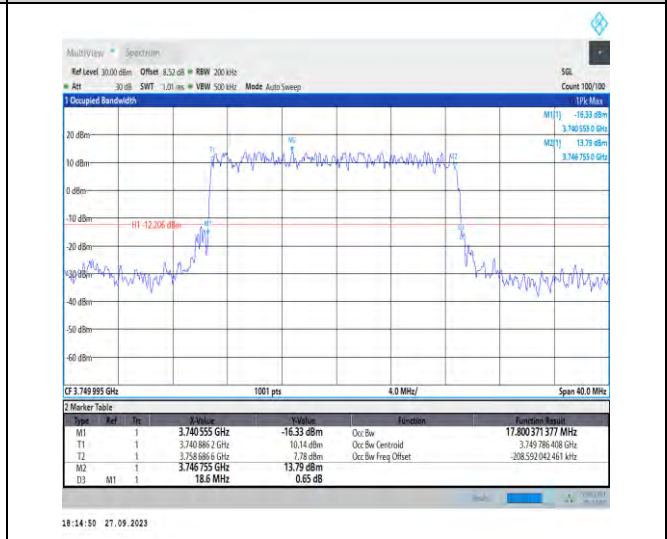 MultiView Spectrum
Ref Level 30.00 dBm Offset 8.52 dB RBW 200 kHz SGL
Att 30 dB SWT 1.01 ms VBW 500 kHz Mode Auto Sweep Count 100/100
1 Occupied Bandwidth 1Pk Max
M1[1] -16.33 dBm
3.740 555 0 GHz
M2[1] 13.79 dBm
3.746 755 0 GHz
20 dBm
10 dBm
0 dBm
-10 dBm
H1 -12.206 dBm
-20 dBm
-30 dBm
-40 dBm
-50 dBm
-60 dBm
T1
M1
CF 3.749 995 GHz 1001 pts 4.0 MHz/ Span 40.0 MHz
2 Marker Table
Type Ref Trc X-Value Y-Value Function Function Result
M1 1 3.740 555 GHz -16.33 dBm Occ Bw 17.800 371 377 MHz
T1 1 3.740 886 2 GHz 10.14 dBm Occ Bw Centroid 3.749 786 408 GHz
T2 1 3.758 686 6 GHz 7.78 dBm Occ Bw Freq Offset -208.592 042 461 kHz
M2 1 3.746 755 GHz 13.79 dBm
D3 M1 1 18.6 MHz 0.65 dB
18:14:50 27.09.2023